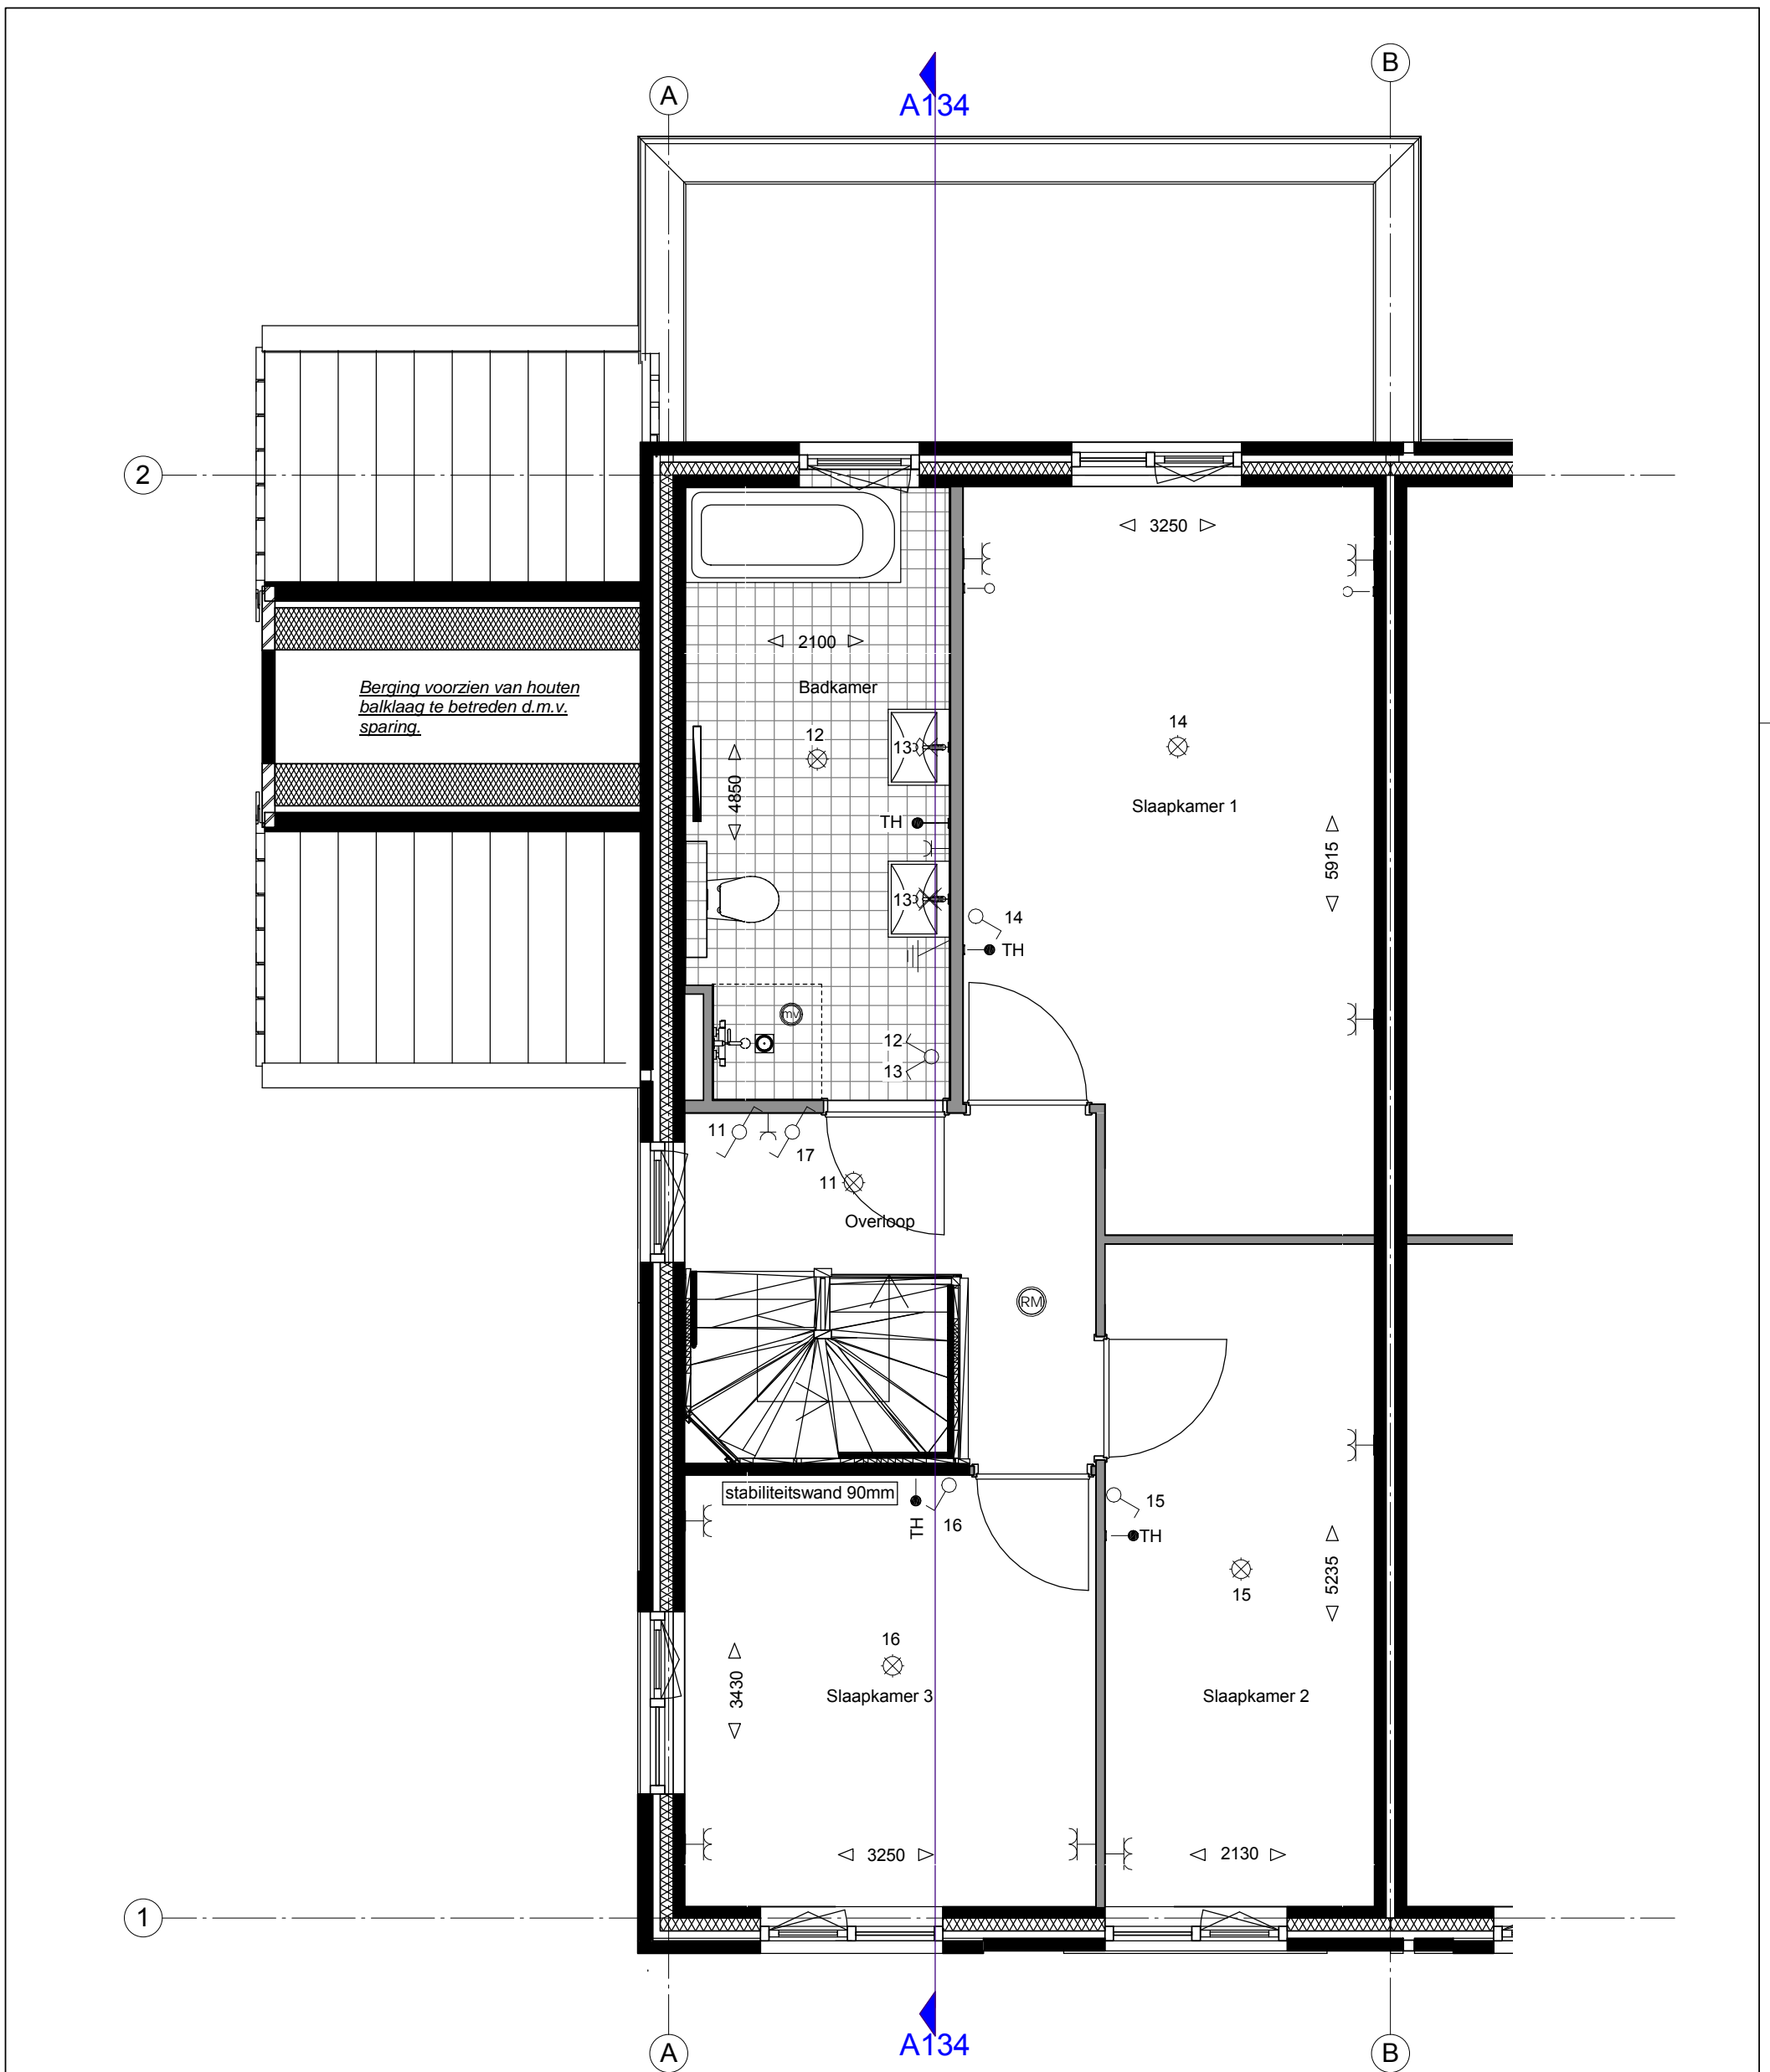 B
A
A134
2
3250
2100
Berging voorzien van houten
balklaag te betreden d.m.v.
sparing.
Badkamer
14
12
13
4850
Slaapkamer 1
TH
5915
13
14
TH
mv
12
13
11
17
11
Overloop
RM
stabiliteitswand 90mm
TH
16
15
TH
15
5235
16
3430
Slaapkamer 3
Slaapkamer 2
3250
2130
1
A134
A
B